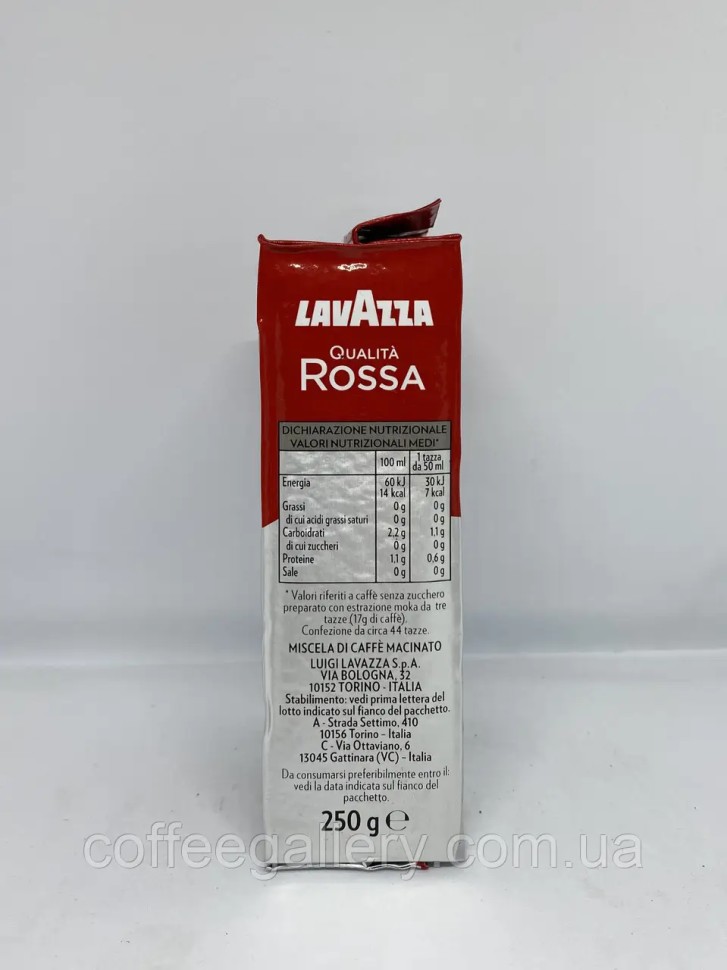 LAVAZZA
QUALITÀ
ROSSA
DICHIARAZIONE NUTRIZIONALE
VALORI NUTRIZIONALI MEDI*
100 ml 1 tazza da 50 ml
Energia 60 kJ 30 kJ
14 kcal 7 kcal
Grassi 0 g 0 g
di cui acidi grassi saturi 0 g 0 g
Carboidrati 2,2 g 1,1 g
di cui zuccheri 0 g 0 g
Proteine 1,1 g 0,6 g
Sale 0 g 0 g
* Valori riferiti a caffè senza zucchero
preparato con estrazione moka da tre
tazze (17g di caffè).
Confezione da circa 44 tazze.
MISCELA DI CAFFÈ MACINATO
LUIGI LAVAZZA S.p.A.
VIA BOLOGNA, 32
10152 TORINO - ITALIA
Stabilimento: vedi prima lettera del
lotto indicato sul fianco del pacchetto.
A - Strada Settimo, 410
10156 Torino - Italia
C - Via Ottaviano, 6
13045 Gattinara (VC) - Italia
Da consumarsi preferibilmente entro il:
vedi la data indicata sul fianco del
pacchetto.
250 g ℮
coffeegallery.com.ua